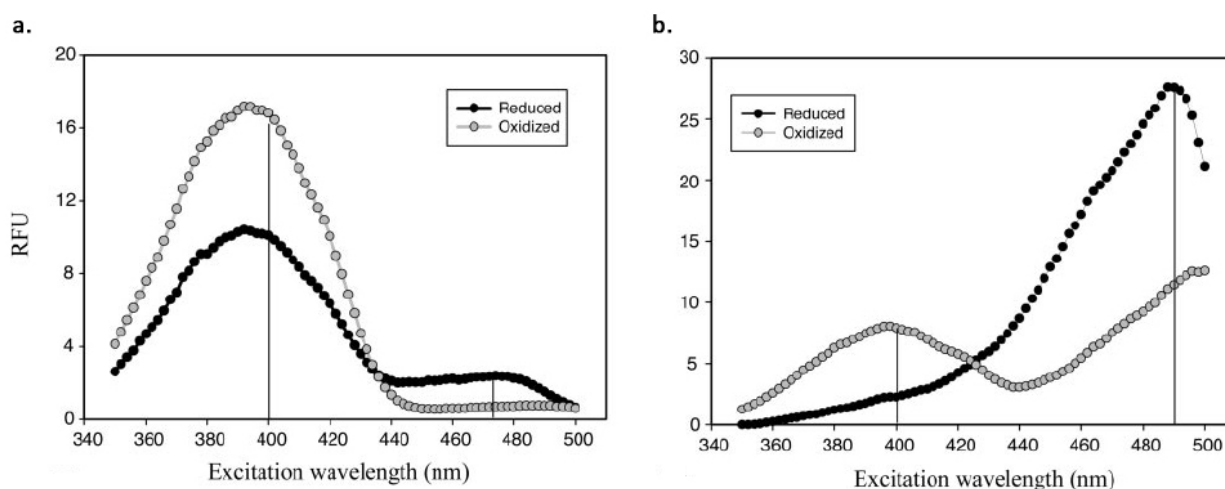 a.
20
16
12
8
4
0
RFU
Reduced
Oxidized
340 360 380 400 420 440 460 480 500
Excitation wavelength (nm)
b.
30
25
20
15
10
5
0
Reduced
Oxidized
340 360 380 400 420 440 460 480 500
Excitation wavelength (nm)